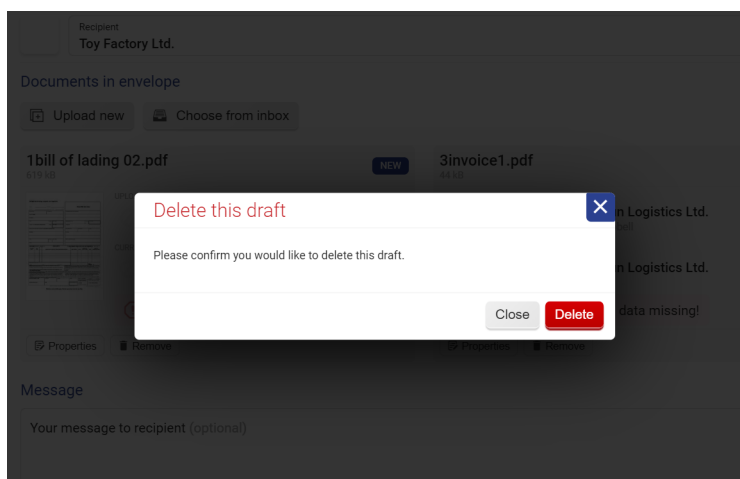 Recipient
Toy Factory Ltd.
Documents in envelope
Upload new
Choose from inbox
1bill of lading 02.pdf
619 kB
NEW
3invoice1.pdf
44 kB
Delete this draft
n Logistics Ltd.
Please confirm you would like to delete this draft.
n Logistics Ltd.
Close
Delete
data missing!
Properties
Remove
Properties
Remove
Message
Your message to recipient (optional)